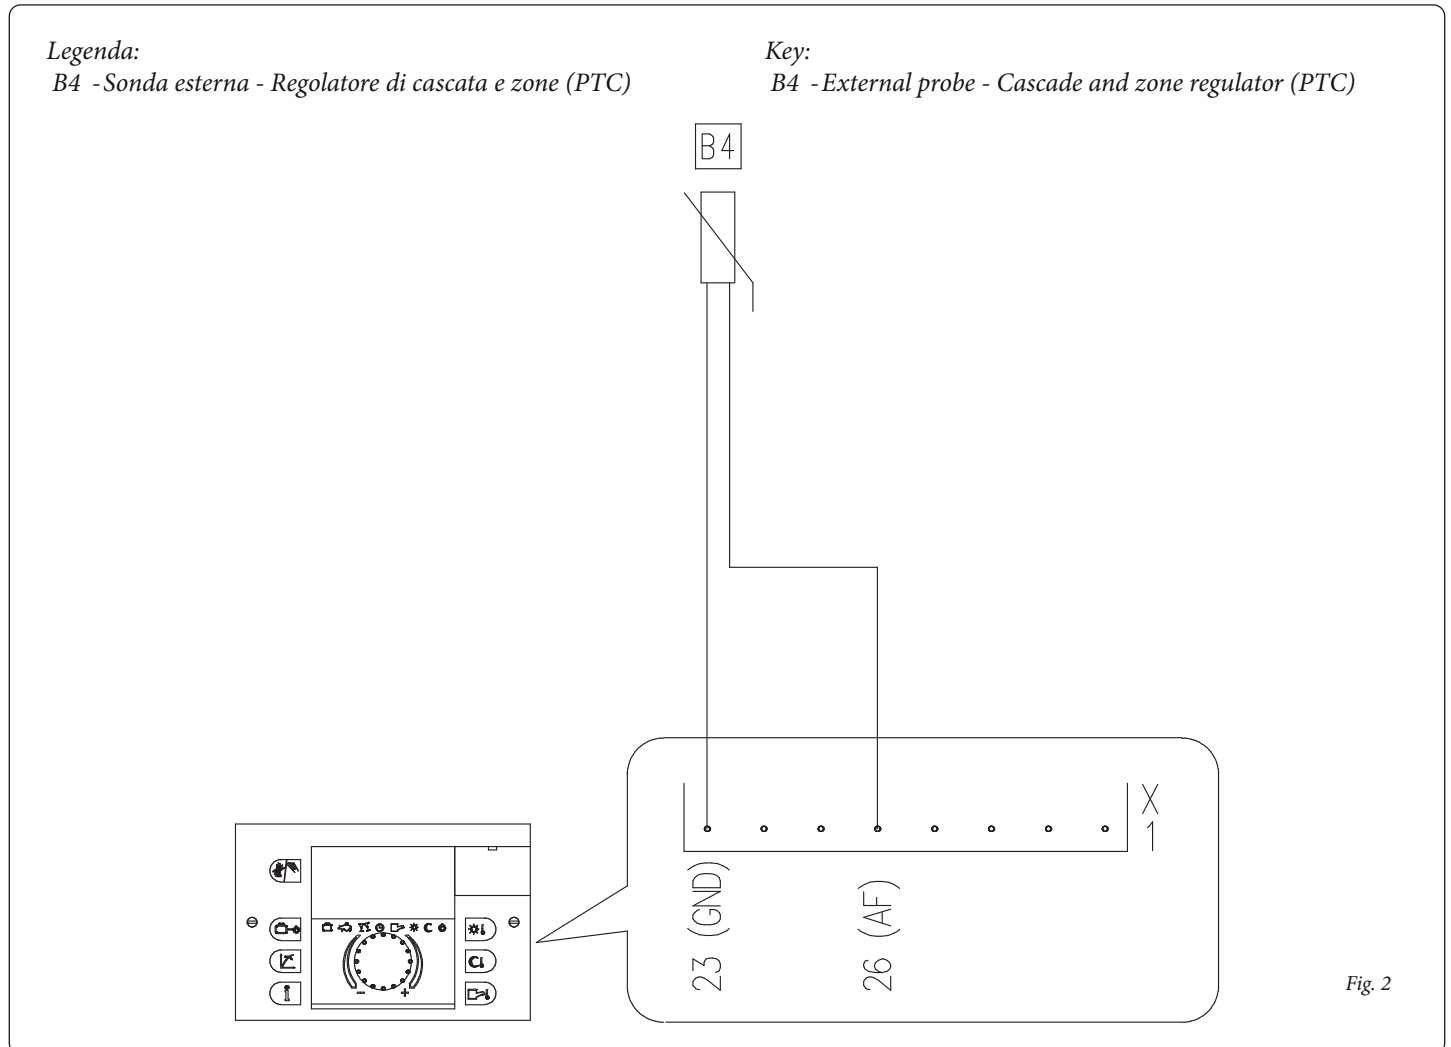 Legenda:
B4 - Sonda esterna - Regolatore di cascata e zone (PTC)
Key:
B4 - External probe - Cascade and zone regulator (PTC)
B4
X1
23 (GND)
26 (AF)
- +
i
Fig. 2